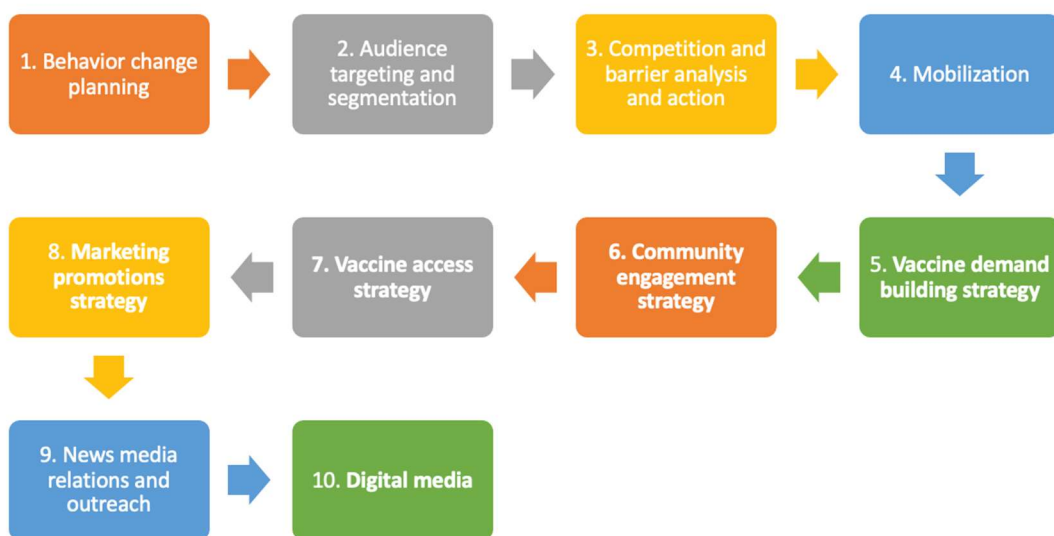 1. Behavior change
planning
2. Audience
targeting and
segmentation
3. Competition and
barrier analysis
and action
4. Mobilization
5. Vaccine demand
building strategy
6. Community
engagement
strategy
7. Vaccine access
strategy
8. Marketing
promotions
strategy
9. News media
relations and
outreach
10. Digital media